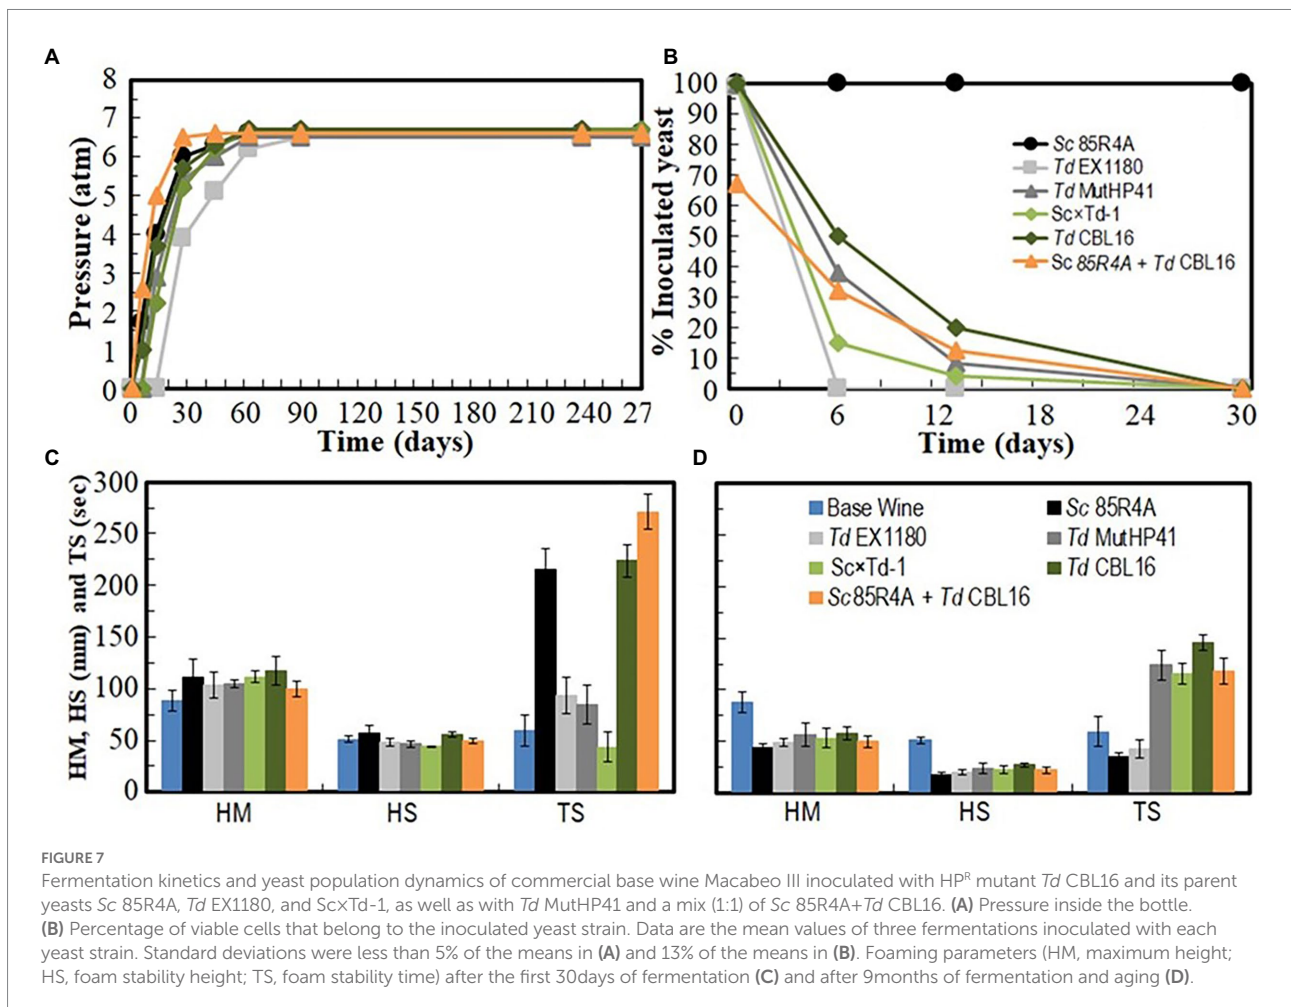 A
8
7
6
5
4
3
2
1
0
Pressure (atm)
0 30 60 90 120 150 180 210 240 27
Time (days)
B
100
90
80
70
60
50
40
30
20
10
0
% Inoculated yeast
Sc 85R4A
Td EX1180
Td MutHP41
Sc×Td-1
Td CBL16
Sc 85R4A + Td CBL16
0 6 12 18 24 30
Time (days)
C
300
250
200
150
100
50
0
HM, HS (mm) and TS (sec)
HM HS TS
D
Base Wine Sc 85R4A
Td EX1180 Td MutHP41
Sc×Td-1 Td CBL16
Sc85R4A + Td CBL16
HM HS TS
FIGURE 7
Fermentation kinetics and yeast population dynamics of commercial base wine Macabeo III inoculated with HPᴿ mutant Td CBL16 and its parent
yeasts Sc 85R4A, Td EX1180, and Sc×Td-1, as well as with Td MutHP41 and a mix (1:1) of Sc 85R4A+Td CBL16. (A) Pressure inside the bottle.
(B) Percentage of viable cells that belong to the inoculated yeast strain. Data are the mean values of three fermentations inoculated with each
yeast strain. Standard deviations were less than 5% of the means in (A) and 13% of the means in (B). Foaming parameters (HM, maximum height;
HS, foam stability height; TS, foam stability time) after the first 30days of fermentation (C) and after 9months of fermentation and aging (D).